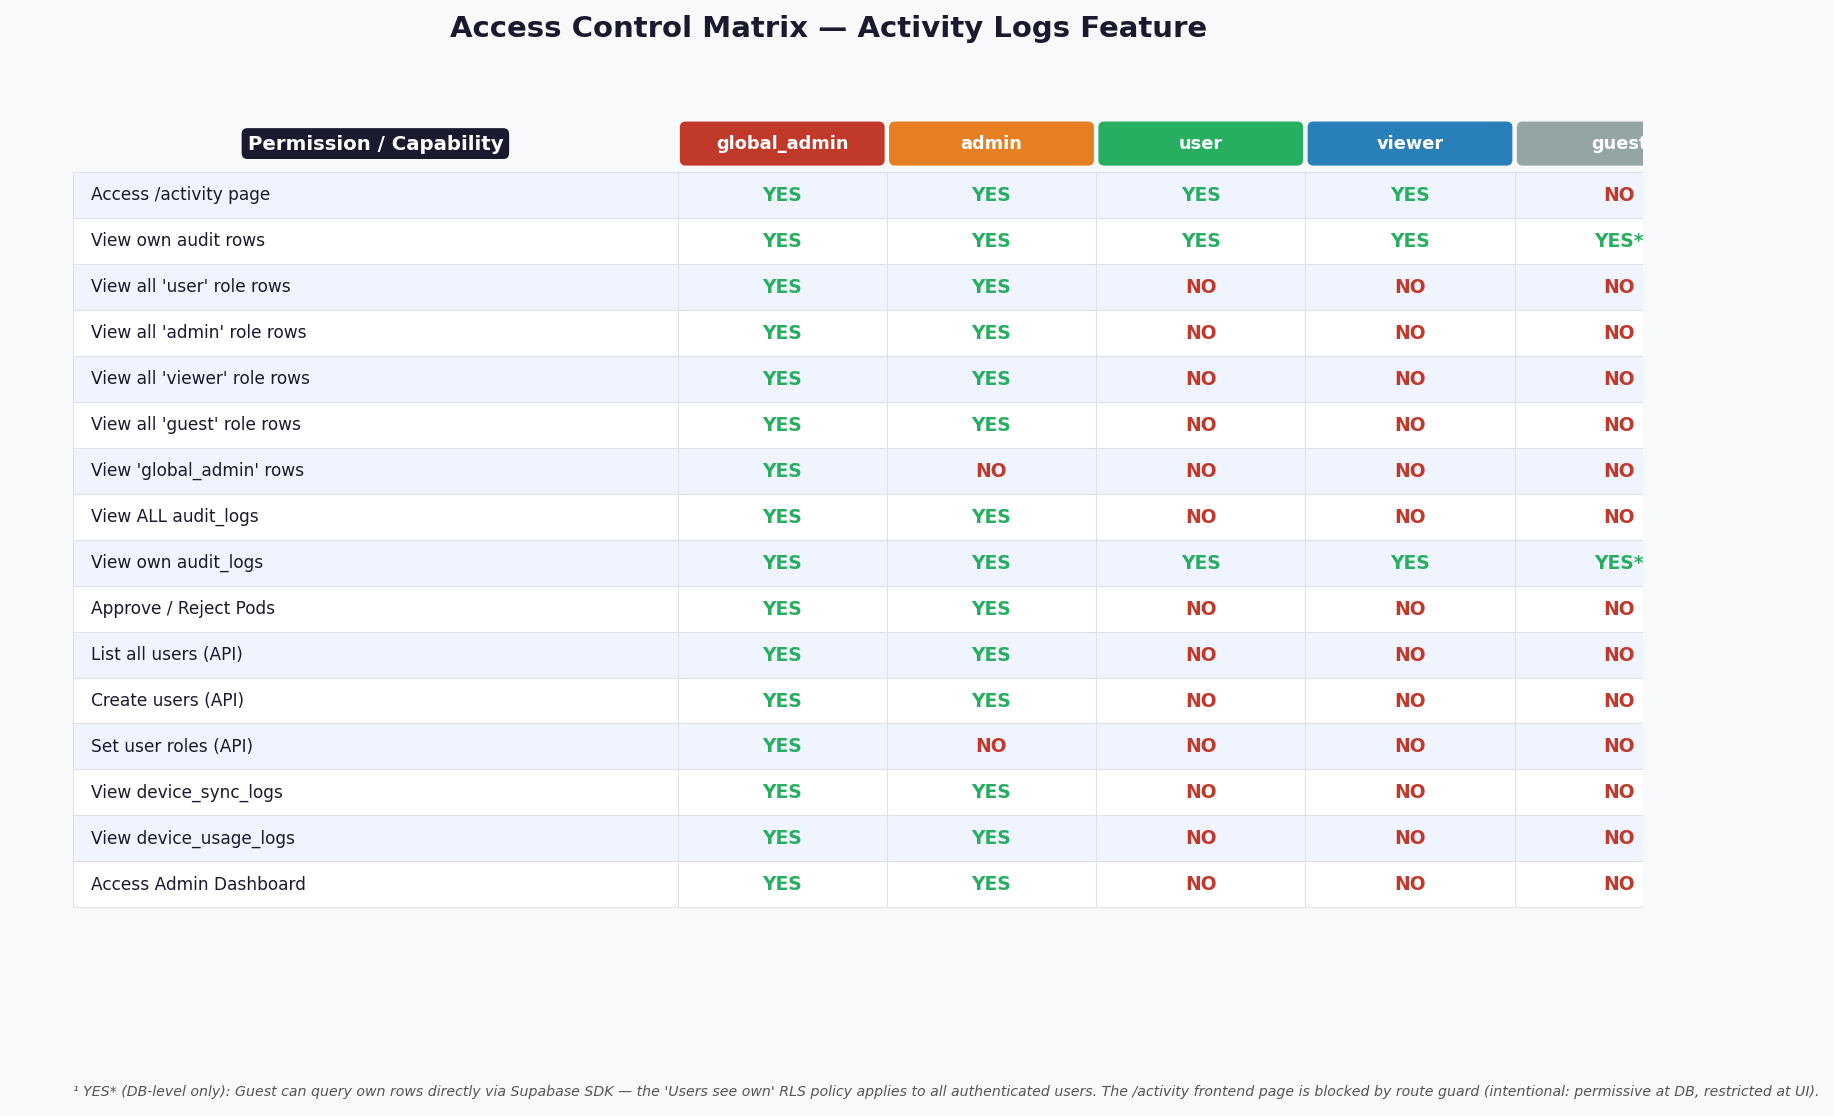 Access Control Matrix — Activity Logs Feature
Permission / Capability global_admin admin user viewer guest
Access /activity page YES YES YES YES NO
View own audit rows YES YES YES YES YES*
View all 'user' role rows YES YES NO NO NO
View all 'admin' role rows YES YES NO NO NO
View all 'viewer' role rows YES YES NO NO NO
View all 'guest' role rows YES YES NO NO NO
View 'global_admin' rows YES NO NO NO NO
View ALL audit_logs YES YES NO NO NO
View own audit_logs YES YES YES YES YES*
Approve / Reject Pods YES YES NO NO NO
List all users (API) YES YES NO NO NO
Create users (API) YES YES NO NO NO
Set user roles (API) YES NO NO NO NO
View device_sync_logs YES YES NO NO NO
View device_usage_logs YES YES NO NO NO
Access Admin Dashboard YES YES NO NO NO
¹ YES* (DB-level only): Guest can query own rows directly via Supabase SDK — the 'Users see own' RLS policy applies to all authenticated users. The /activity frontend page is blocked by route guard (intentional: permissive at DB, restricted at UI).